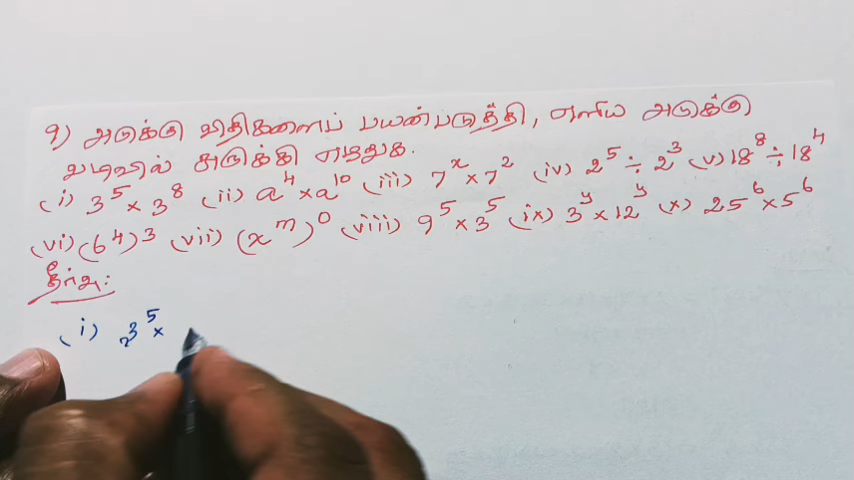 9) அடுக்கு விதிகளைப் பயன்படுத்தி, எளிய அடுக்கு
வடிவில் சுருக்கி எழுதுக.
(i) 3⁵ × 3⁸ (ii) a⁴ × a¹⁰ (iii) 7ˣ × 7² (iv) 2⁵ ÷ 2³ (v) 18⁸ ÷ 18⁴
(vi) (6⁴)³ (vii) (xᵐ)⁰ (viii) 9⁵ × 3⁵ (ix) 3ʸ × 12ʸ (x) 25⁶ × 5⁶
தீர்வு:
(i) 3⁵ ×